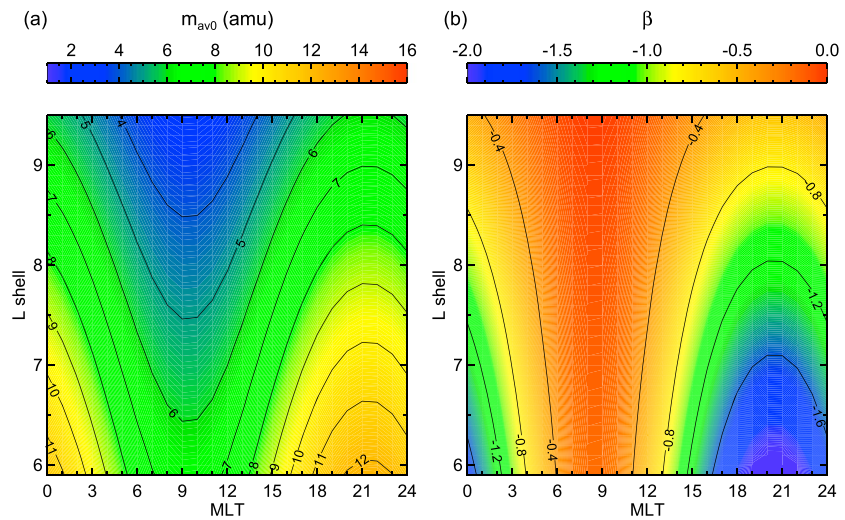 (a) m_av0 (amu)
2 4 6 8 10 12 14 16
(b) β
-2.0 -1.5 -1.0 -0.5 0.0
L shell
9
8
7
6
6 5 4 6
7 7
8 5
9
10 6
11 7 8 9 10 11 12
0 3 6 9 12 15 18 21 24
MLT
L shell
9
8
7
6
-0.4 -0.4
-0.8
-1.2
-1.6
-1.2 -0.8 -0.4 -0.4 -0.8
0 3 6 9 12 15 18 21 24
MLT